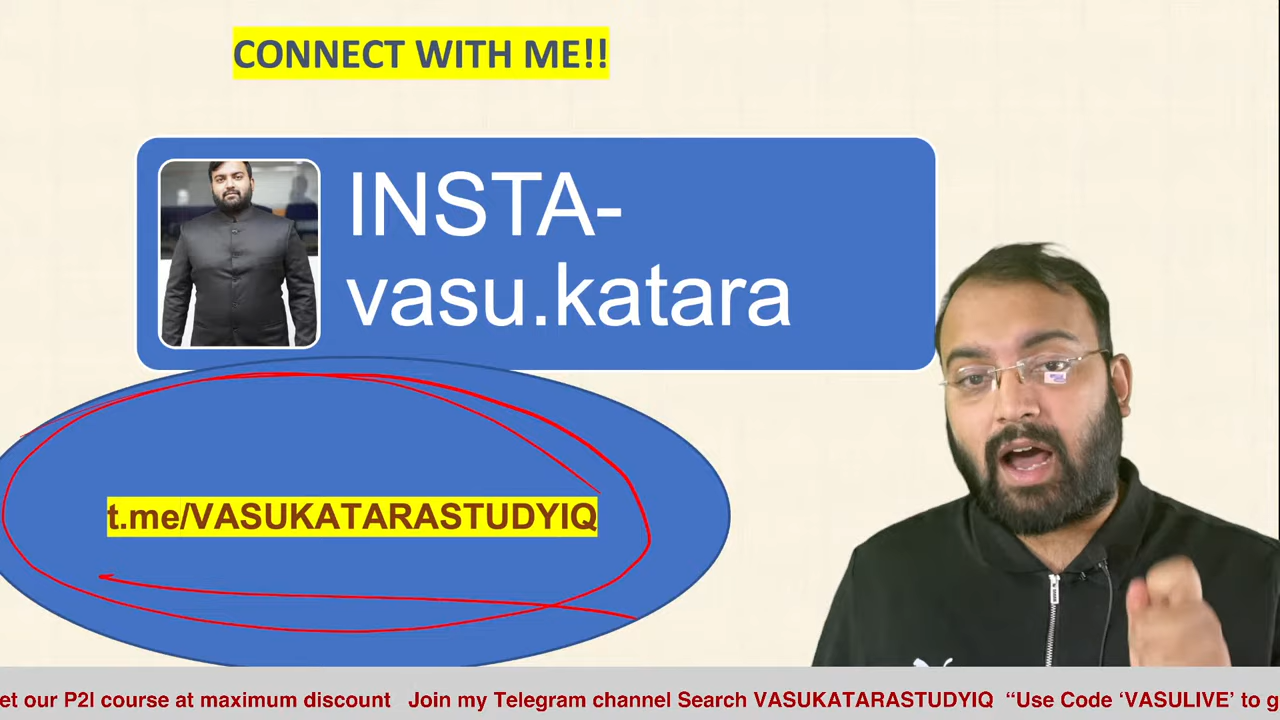 CONNECT WITH ME!!
INSTA-
vasu.katara
t.me/VASUKATARASTUDYIQ
et our P2I course at maximum discount Join my Telegram channel Search VASUKATARASTUDYIQ “Use Code ‘VASULIVE’ to g